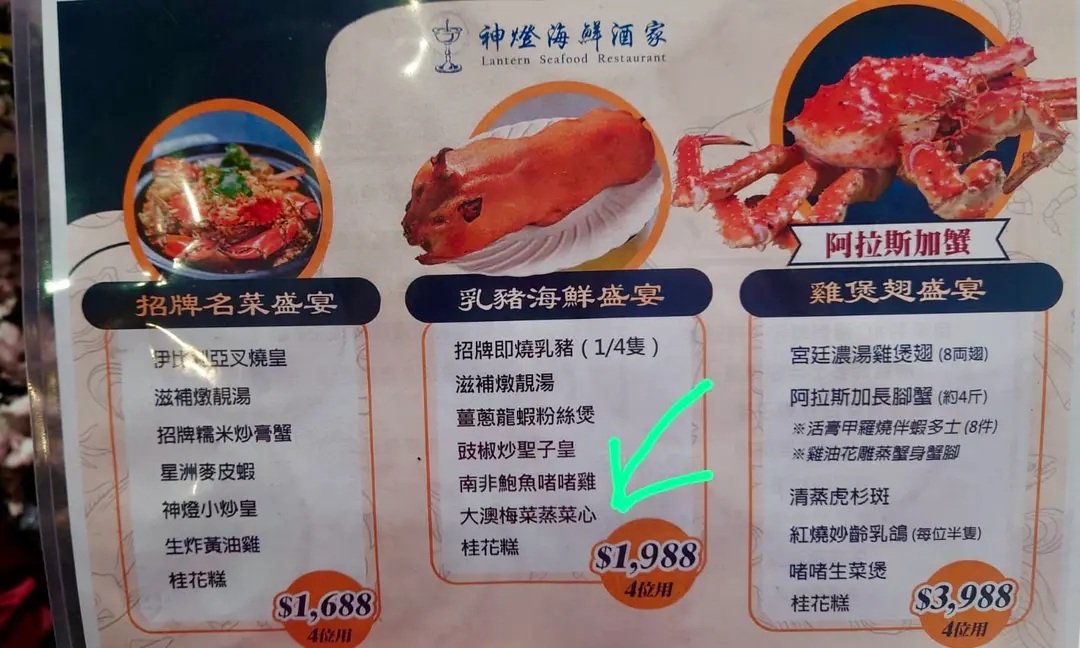 神燈海鮮酒家
Lantern Seafood Restaurant
招牌名菜盛宴
伊比利亞叉燒皇
滋補燉靚湯
招牌糯米炒膏蟹
星洲麥皮蝦
神燈小炒皇
生炸黃油雞
桂花糕
$1,688
4位用
乳豬海鮮盛宴
招牌即燒乳豬（1/4隻）
滋補燉靚湯
薑蔥龍蝦粉絲煲
豉椒炒聖子皇
南非鮑魚啫啫雞
大澳梅菜蒸菜心
桂花糕
$1,988
4位用
阿拉斯加蟹
雞煲翅盛宴
宮廷濃湯雞煲翅 (8両翅)
阿拉斯加長腳蟹 (約4斤)
※活膏甲羅燒伴蝦多士 (8件)
※雞油花雕蒸蟹身蟹腳
清蒸虎杉斑
紅燒妙齡乳鴿 (每位半隻)
啫啫生菜煲
桂花糕
$3,988
4位用